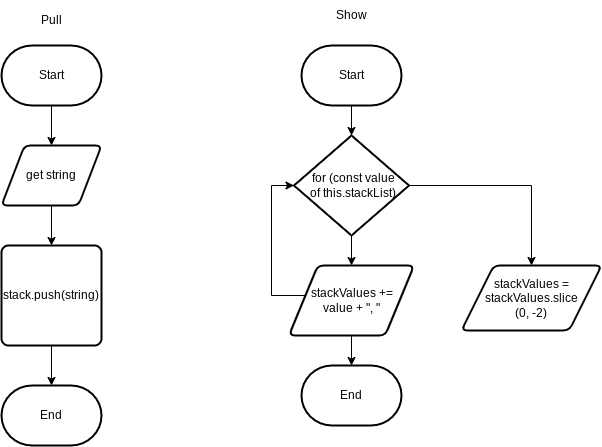 Pull
Start
get string
stack.push(string)
End
Show
Start
for (const value
of this.stackList)
stackValues +=
value + ", "
End
stackValues =
stackValues.slice
(0, -2)